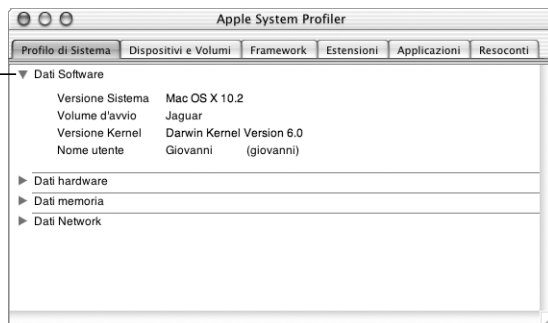 Apple System Profiler
Profilo di Sistema Dispositivi e Volumi Framework Estensioni Applicazioni Resoconti
Dati Software
Versione Sistema Mac OS X 10.2
Volume d'avvio Jaguar
Versione Kernel Darwin Kernel Version 6.0
Nome utente Giovanni (giovanni)
Dati hardware
Dati memoria
Dati Network